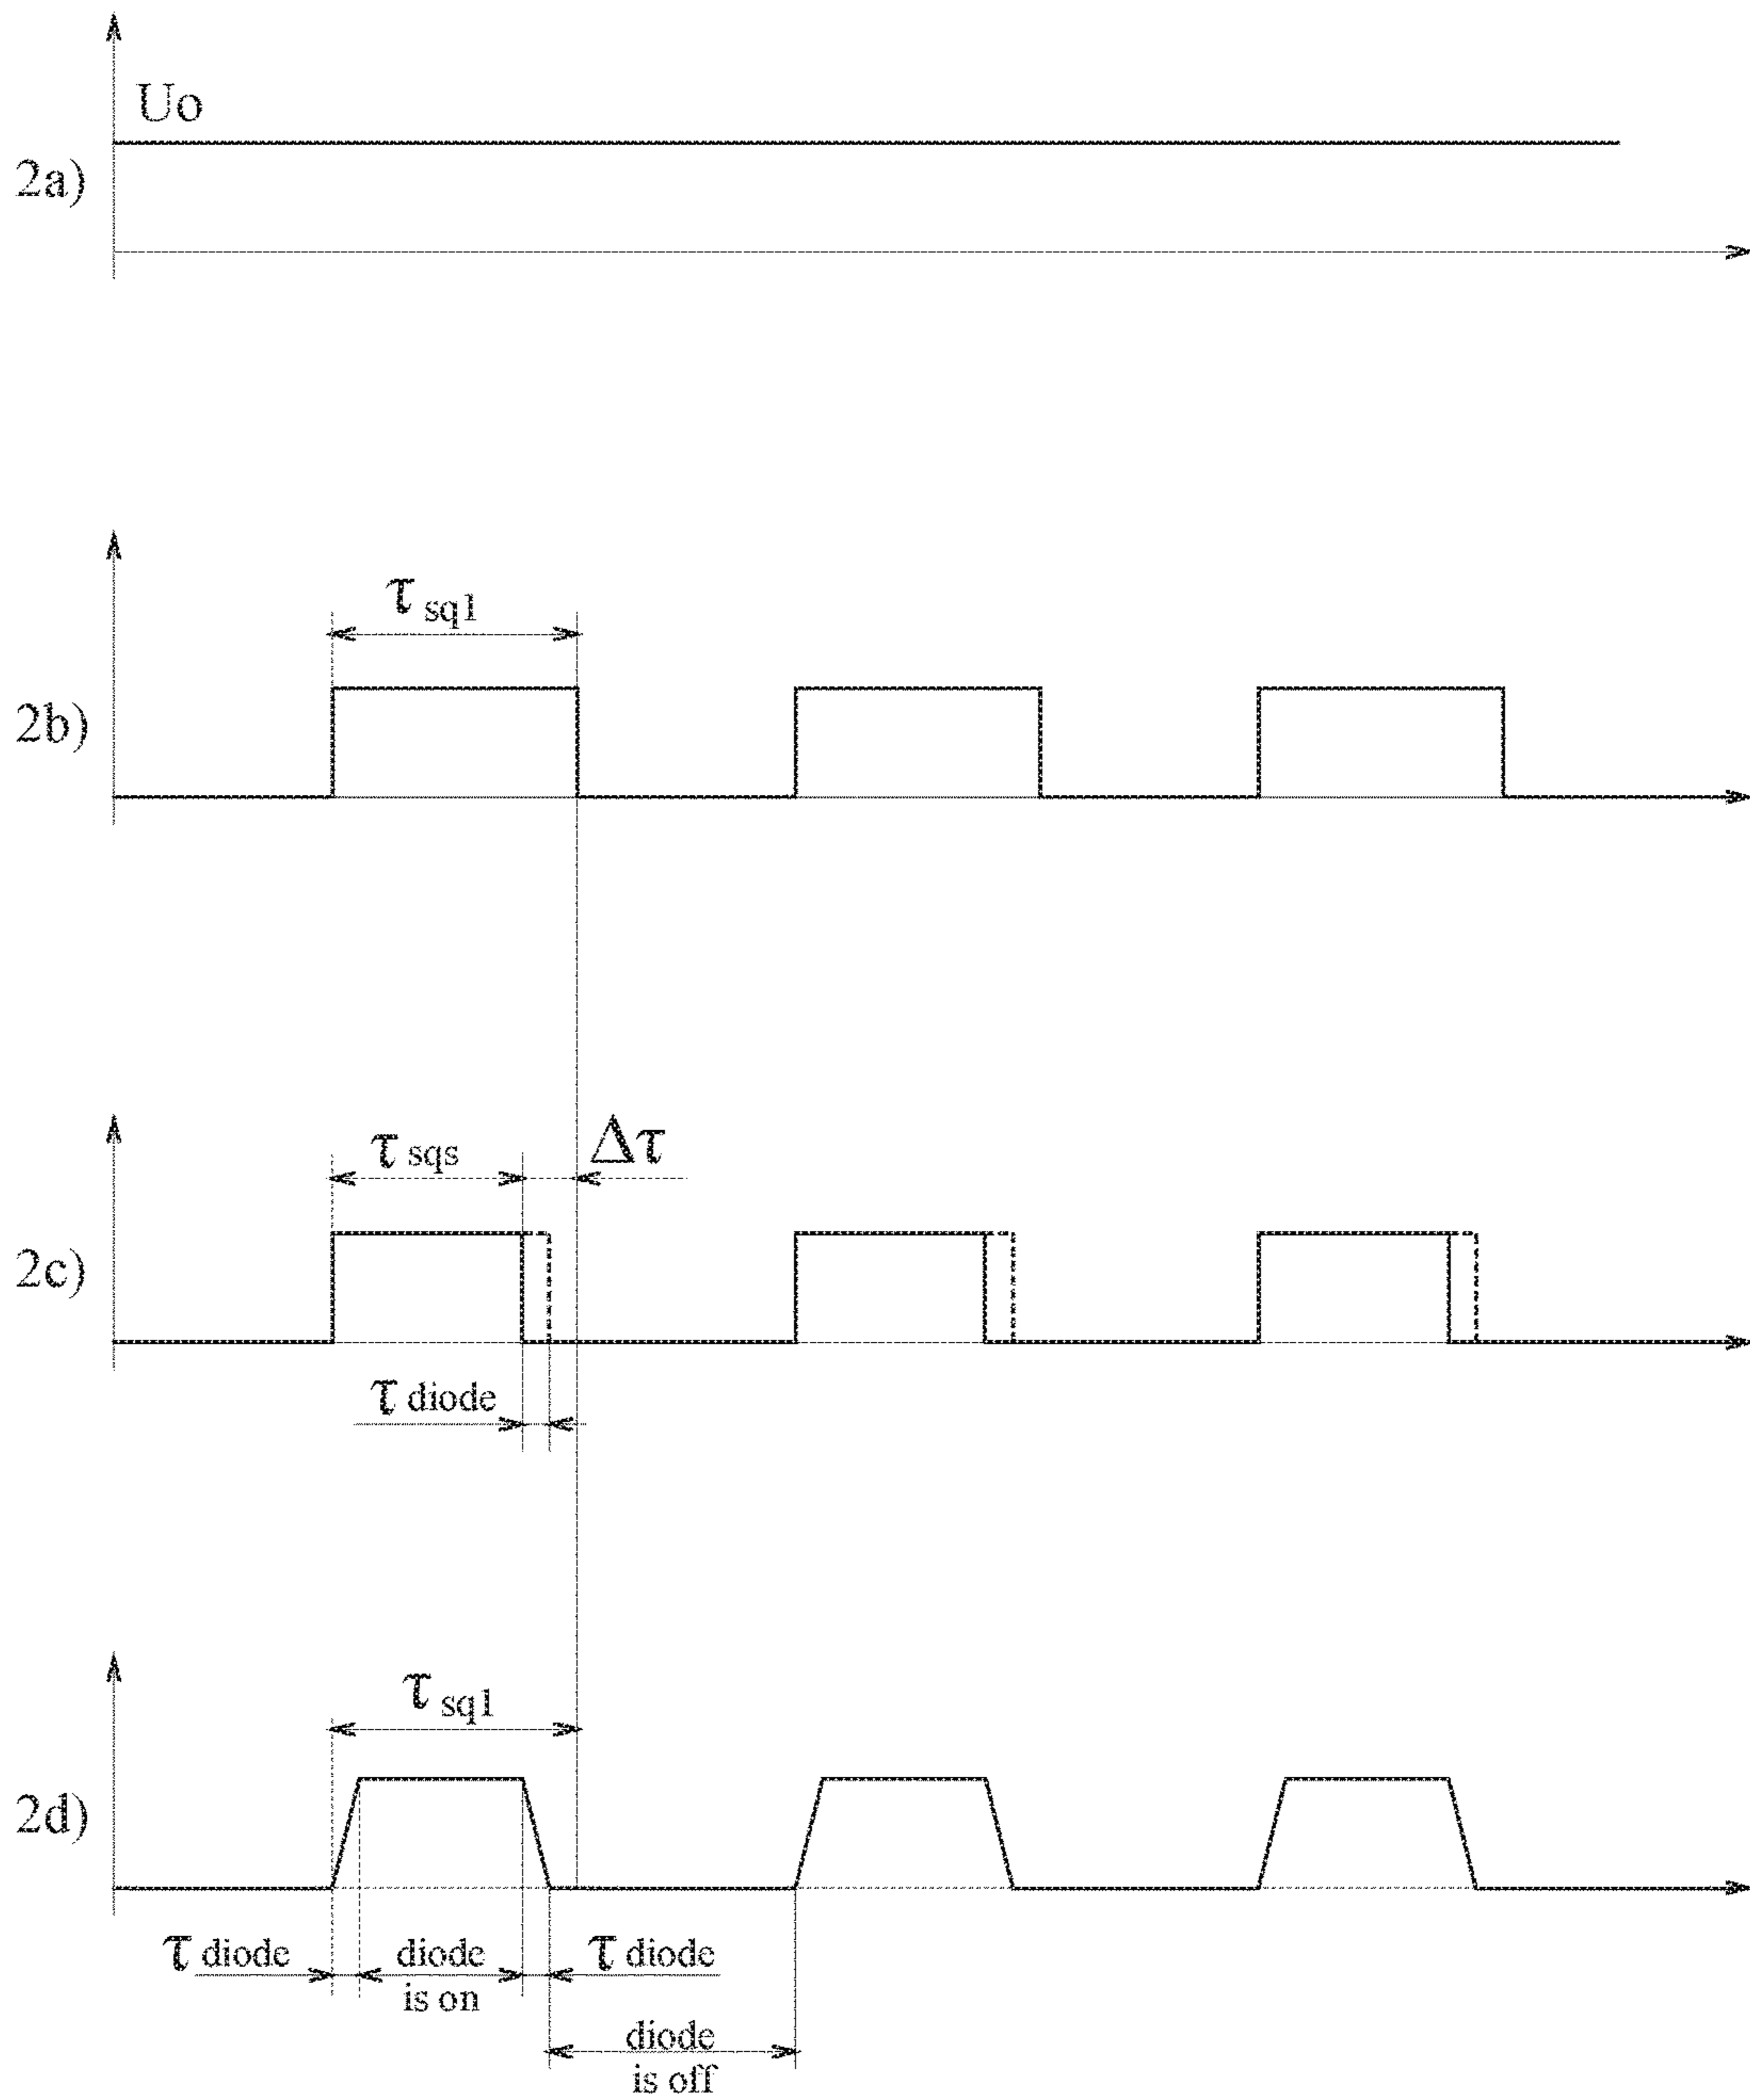 Uo
2a)
τ sq1
2b)
τ sqs
Δτ
2c)
τ diode
τ sq1
2d)
τ diode
diode
is on
τ diode
diode
is off